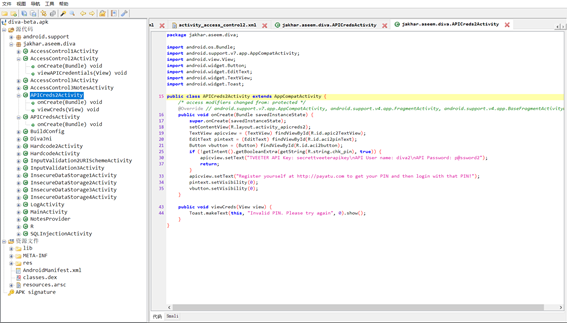 文件 视图 导航 工具 帮助
diva-beta.apk
源代码
android.support
jakhar.aseem.diva
AccessControl1Activity
AccessControl2Activity
onCreate(Bundle) void
viewAPICredentials(View) void
AccessControl3Activity
AccessControl3NotesActivity
APICreds2Activity
onCreate(Bundle) void
viewCreds(View) void
APICredsActivity
onCreate(Bundle) void
BuildConfig
DivaJni
Hardcode2Activity
HardcodeActivity
InputValidation2URISchemeActivity
InputValidation3Activity
InsecureDataStorage1Activity
InsecureDataStorage2Activity
InsecureDataStorage3Activity
InsecureDataStorage4Activity
LogActivity
MainActivity
NotesProvider
R
SQLInjectionActivity
资源文件
lib
META-INF
res
AndroidManifest.xml
classes.dex
resources.arsc
APK signature
activity_access_control2.xml
jakhar.aseem.diva.APICredsActivity
jakhar.aseem.diva.APICreds2Activity
package jakhar.aseem.diva;
import android.os.Bundle;
import android.support.v7.app.AppCompatActivity;
import android.view.View;
import android.widget.Button;
import android.widget.EditText;
import android.widget.TextView;
import android.widget.Toast;
15 public class APICreds2Activity extends AppCompatActivity {
/* access modifiers changed from: protected */
@Override // android.support.v7.app.AppCompatActivity, android.support.v4.app.FragmentActivity, android.support.v4.app.BaseFragmentActivity
public void onCreate(Bundle savedInstanceState) {
super.onCreate(savedInstanceState);
setContentView(R.layout.activity_apicreds2);
TextView apicview = (TextView) findViewById(R.id.apic2TextView);
EditText pintext = (EditText) findViewById(R.id.aci2pinText);
Button vbutton = (Button) findViewById(R.id.aci2button);
if (!getIntent().getBooleanExtra(getString(R.string.chk_pin), true)) {
apicview.setText("TVEETER API Key: secrettveeterapikey\nAPI User name: diva2\nAPI Password: p@ssword2");
return;
}
apicview.setText("Register yourself at http://payatu.com to get your PIN and then login with that PIN!");
pintext.setVisibility(0);
vbutton.setVisibility(0);
}
43 public void viewCreds(View view) {
44 Toast.makeText(this, "Invalid PIN. Please try again", 0).show();
}
}
代码 Smali